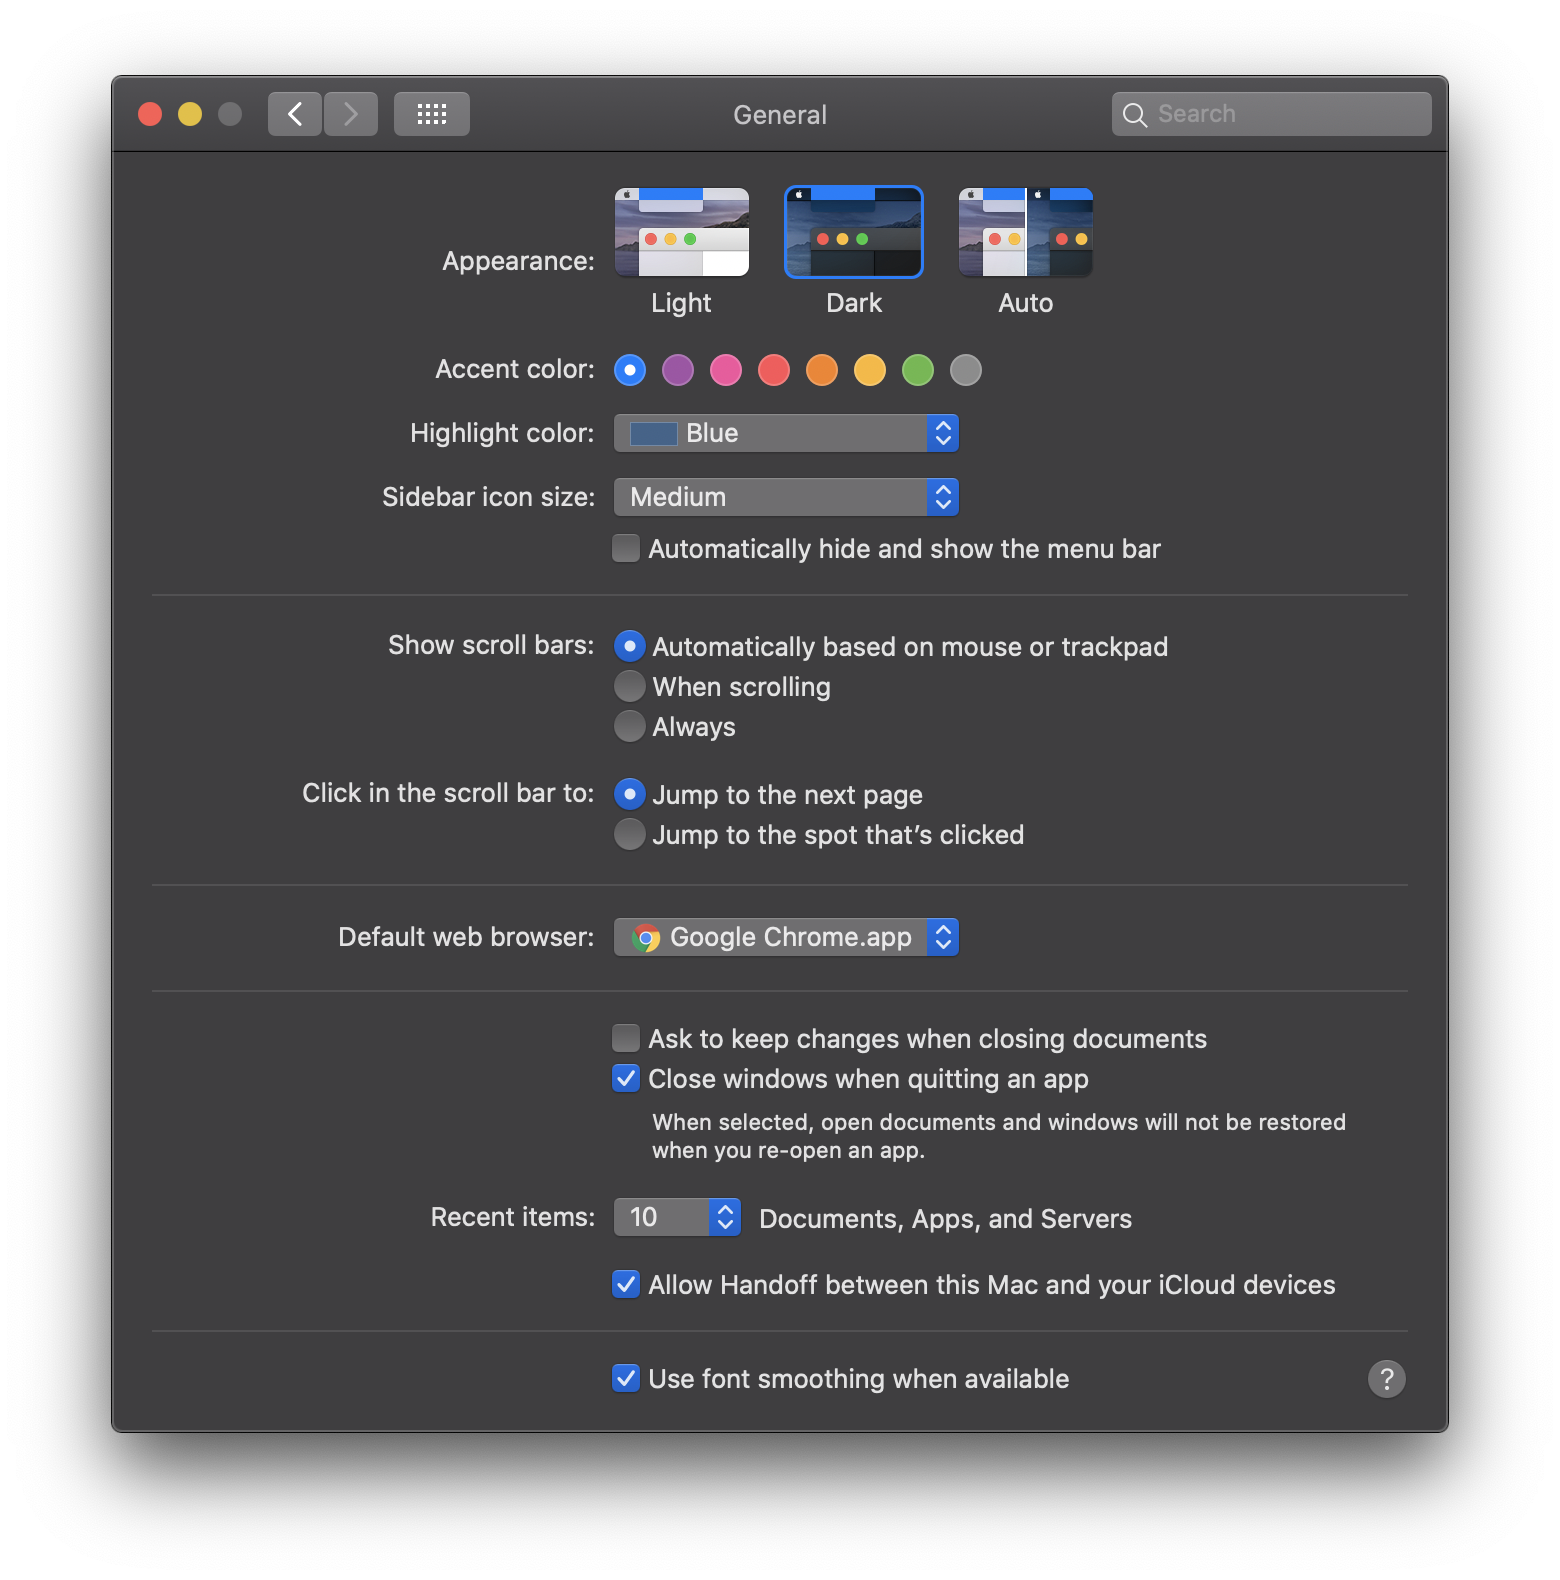 General
Search
Appearance:
Light
Dark
Auto
Accent color:
Highlight color:
Blue
Sidebar icon size:
Medium
Automatically hide and show the menu bar
Show scroll bars:
Automatically based on mouse or trackpad
When scrolling
Always
Click in the scroll bar to:
Jump to the next page
Jump to the spot that’s clicked
Default web browser:
Google Chrome.app
Ask to keep changes when closing documents
Close windows when quitting an app
When selected, open documents and windows will not be restored
when you re-open an app.
Recent items:
10
Documents, Apps, and Servers
Allow Handoff between this Mac and your iCloud devices
Use font smoothing when available
?